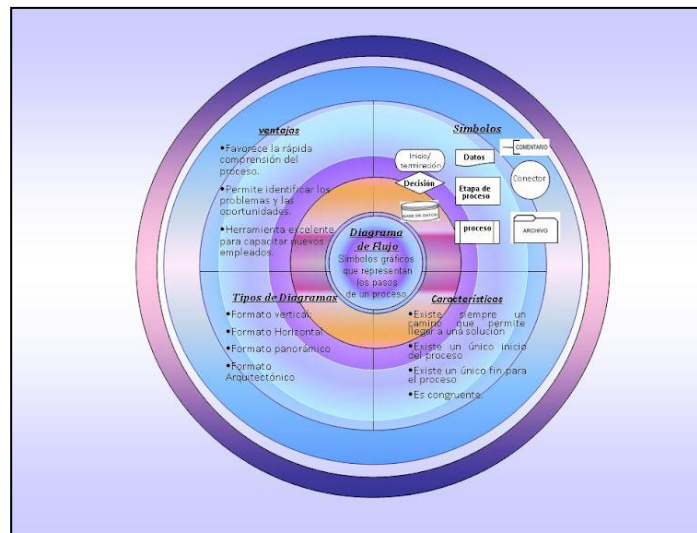 ventajas
•Favorece la rápida
comprensión del
proceso.
•Permite identificar los
problemas y las
oportunidades.
•Herramienta excelente
para capacitar nuevos
empleados.
Símbolos
Inicio/
terminación
Datos
COMENTARIO
Decisión
Etapa de
proceso
Conector
BASE DE DATOS
proceso
ARCHIVO
Diagrama
de Flujo
Símbolos gráficos
que representan
los pasos
de un proceso.
Tipos de Diagramas
•Formato vertical:
•Formato Horizontal:
•Formato panorámico
•Formato
Arquitectónico
Características
•Existe siempre un
camino que permite
llegar a una solución
•Existe un único inicio
del proceso
•Existe un único fin para
el proceso
•Es congruente.